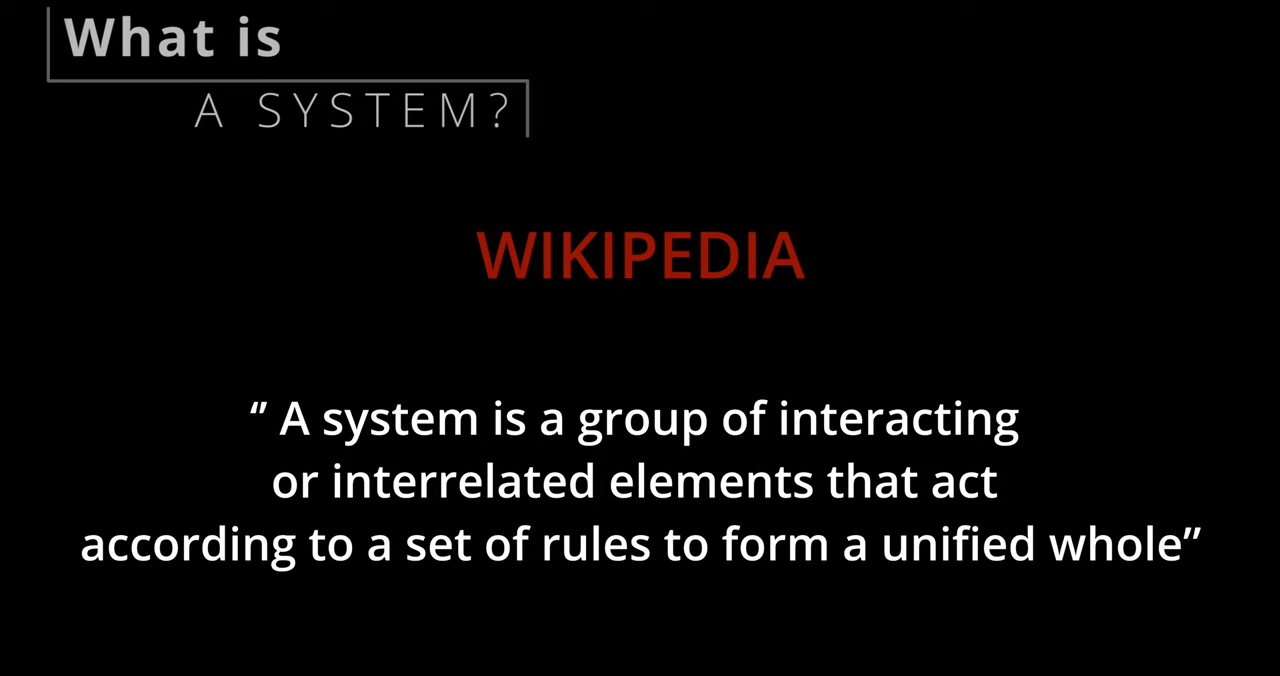 What is
A SYSTEM?
WIKIPEDIA
“ A system is a group of interacting
or interrelated elements that act
according to a set of rules to form a unified whole”